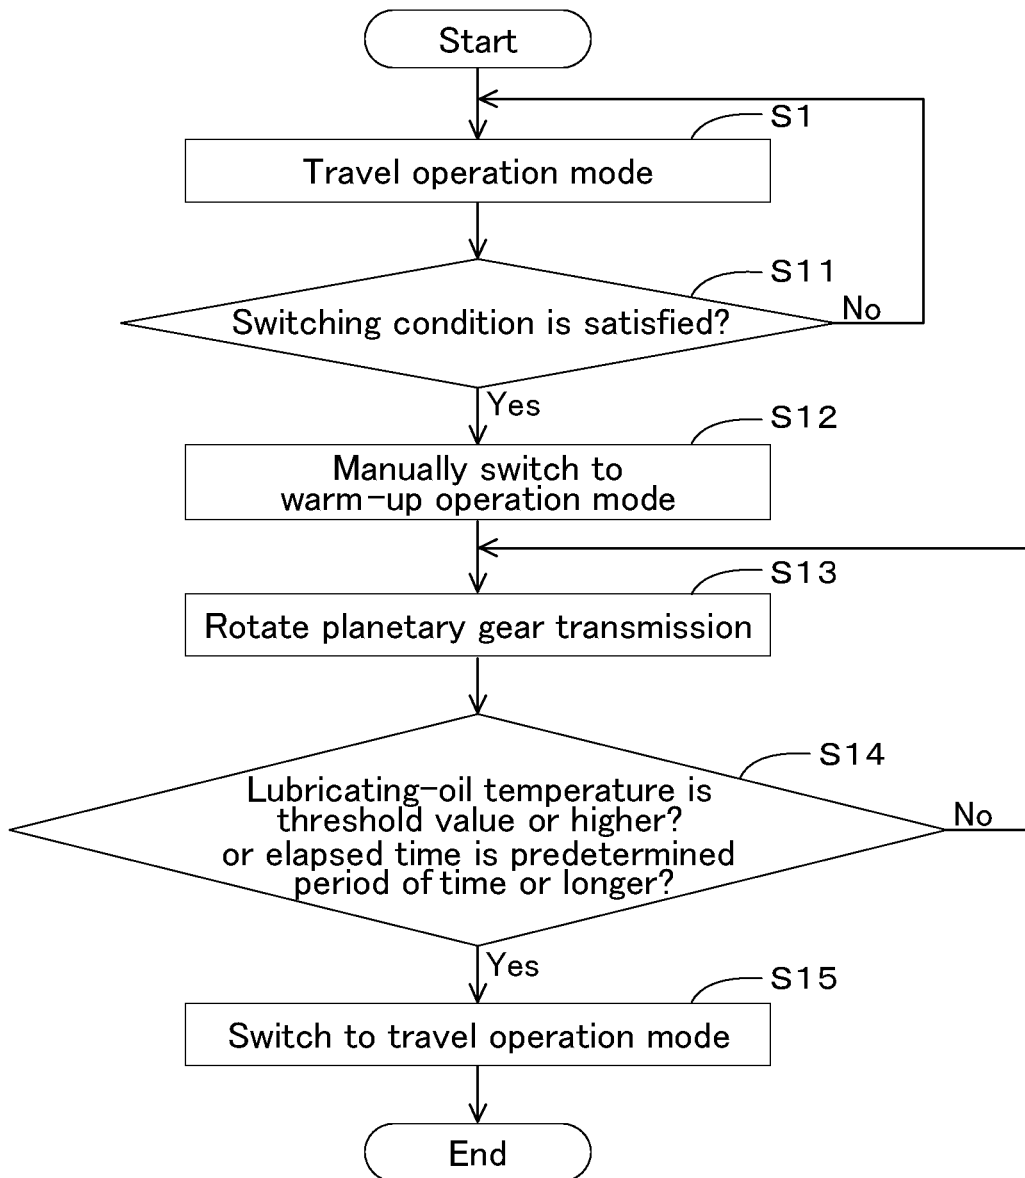 Start
S1
Travel operation mode
S11
Switching condition is satisfied?
No
Yes
S12
Manually switch to
warm-up operation mode
S13
Rotate planetary gear transmission
S14
Lubricating-oil temperature is
threshold value or higher?
or elapsed time is predetermined
period of time or longer?
No
Yes
S15
Switch to travel operation mode
End